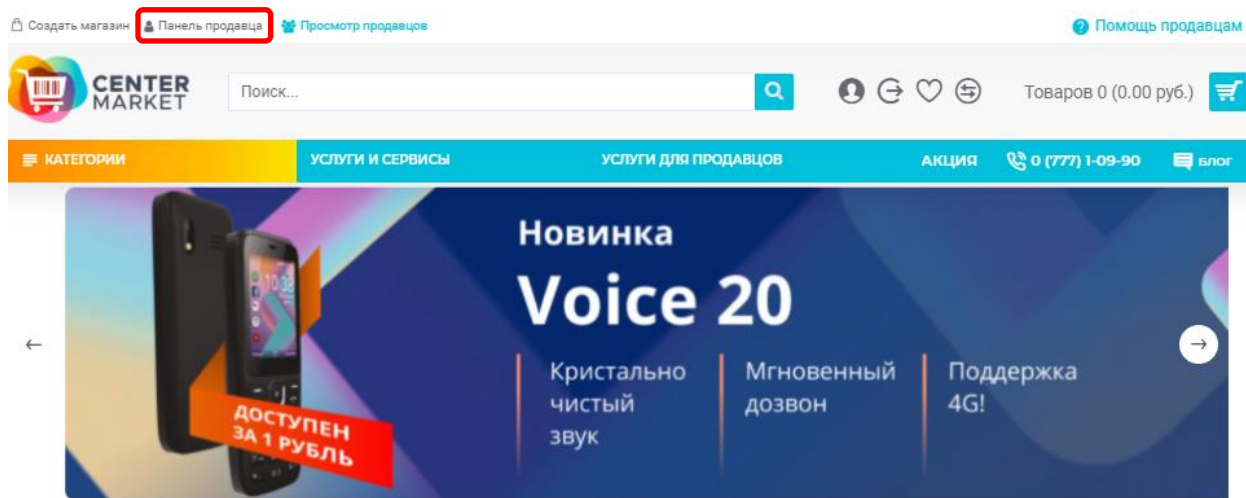 Создать магазин Панель продавца Просмотр продавцов Помощь продавцам
CENTER
MARKET
Поиск...
Товаров 0 (0.00 руб.)
КАТЕГОРИИ УСЛУГИ И СЕРВИСЫ УСЛУГИ ДЛЯ ПРОДАВЦОВ АКЦИЯ 0 (777) 1-09-90 БЛОГ
Новинка
Voice 20
Кристально
чистый
звук
Мгновенный
дозвон
Поддержка
4G!
10:38
ДОСТУПЕН
ЗА 1 РУБЛЬ